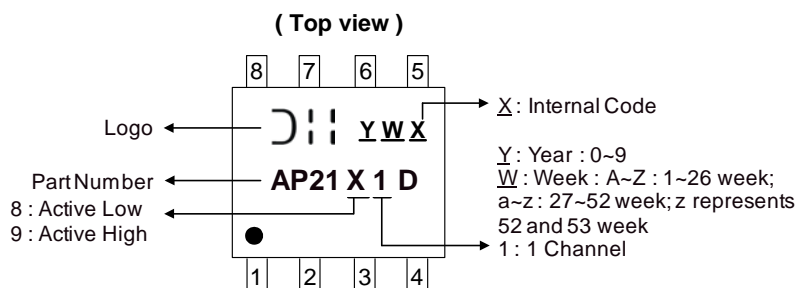 ( Top view )
8 7 6 5
Logo
Y W X
X : Internal Code
Part Number
AP21 X 1 D
8 : Active Low
9 : Active High
Y : Year : 0~9
W : Week : A~Z : 1~26 week;
a~z : 27~52 week; z represents
52 and 53 week
1 : 1 Channel
1 2 3 4